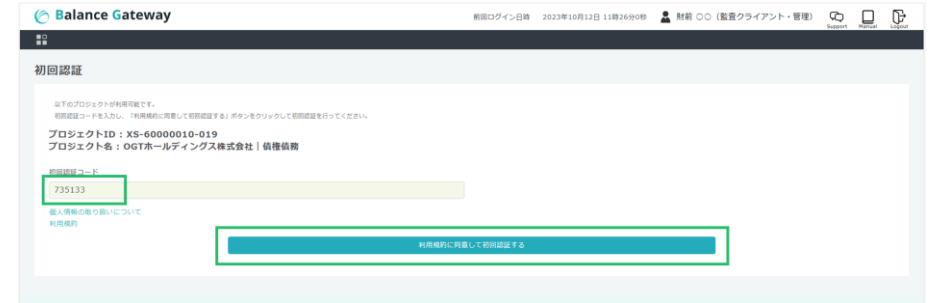 Balance Gateway
前回ログイン日時 2023年10月12日 11時26分0秒 財前 ○○（監査クライアント・管理） Support Manual Logout
初回認証
以下のプロジェクトが利用可能です。
初回認証コードを入力し、「利用規約に同意して初回認証する」ボタンをクリックして初回認証を行ってください。
プロジェクトID：XS-60000010-019
プロジェクト名：OGTホールディングス株式会社｜債権債務
初回認証コード
735133
個人情報の取り扱いについて
利用規約
利用規約に同意して初回認証する